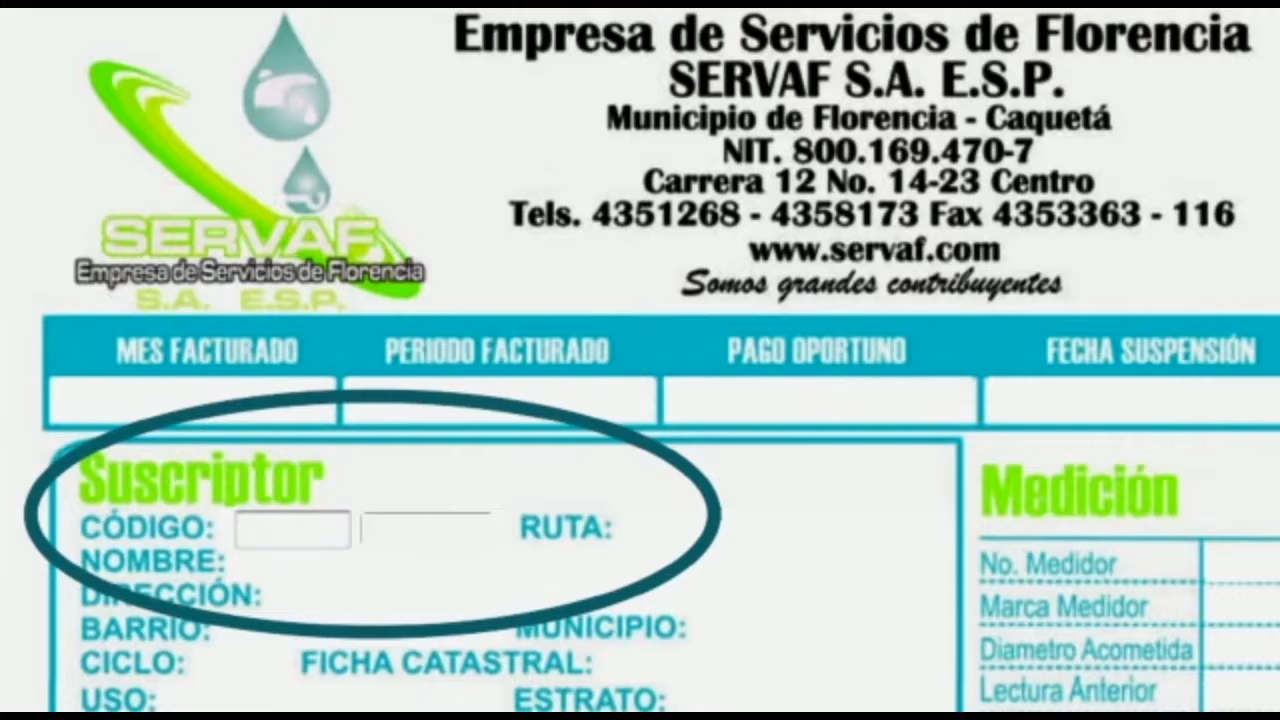 Empresa de Servicios de Florencia
SERVAF S.A. E.S.P.
Municipio de Florencia - Caquetá
NIT. 800.169.470-7
Carrera 12 No. 14-23 Centro
Tels. 4351268 - 4358173 Fax 4353363 - 116
www.servaf.com
Somos grandes contribuyentes
SERVAF
Empresa de Servicios de Florencia
S.A. E.S.P.
MES FACTURADO PERIODO FACTURADO PAGO OPORTUNO FECHA SUSPENSIÓN
Suscriptor
CÓDIGO: RUTA:
NOMBRE:
DIRECCIÓN:
BARRIO: MUNICIPIO:
CICLO: FICHA CATASTRAL:
USO: ESTRATO:
Medición
No. Medidor
Marca Medidor
Diametro Acometida
Lectura Anterior